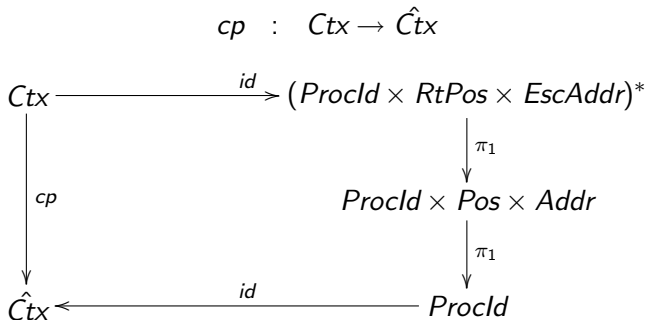 cp : Ctx → Ĉtx
Ctx id (ProcId × RtPos × EscAddr)*
π₁
ProcId × Pos × Addr
cp
π₁
Ĉtx id ProcId